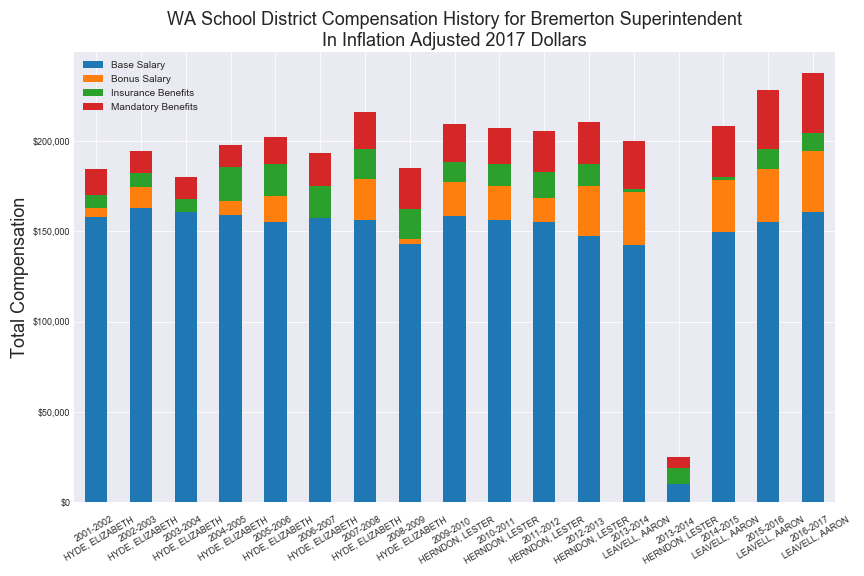 WA School District Compensation History for Bremerton Superintendent
In Inflation Adjusted 2017 Dollars
Base Salary
Bonus Salary
Insurance Benefits
Mandatory Benefits
Total Compensation
$200,000
$150,000
$100,000
$50,000
$0
2001-2002
HYDE, ELIZABETH
2002-2003
HYDE, ELIZABETH
2003-2004
HYDE, ELIZABETH
2004-2005
HYDE, ELIZABETH
2005-2006
HYDE, ELIZABETH
2006-2007
HYDE, ELIZABETH
2007-2008
HYDE, ELIZABETH
2008-2009
HYDE, ELIZABETH
2009-2010
HERNDON, LESTER
2010-2011
HERNDON, LESTER
2011-2012
HERNDON, LESTER
2012-2013
HERNDON, LESTER
2013-2014
LEAVELL, AARON
2013-2014
HERNDON, LESTER
2014-2015
LEAVELL, AARON
2015-2016
LEAVELL, AARON
2016-2017
LEAVELL, AARON